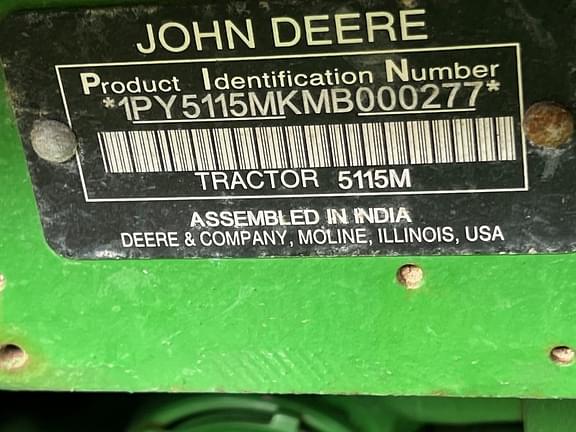 JOHN DEERE
Product Identification Number
*1PY5115MKMB000277*
TRACTOR 5115M
ASSEMBLED IN INDIA
DEERE & COMPANY, MOLINE, ILLINOIS, USA